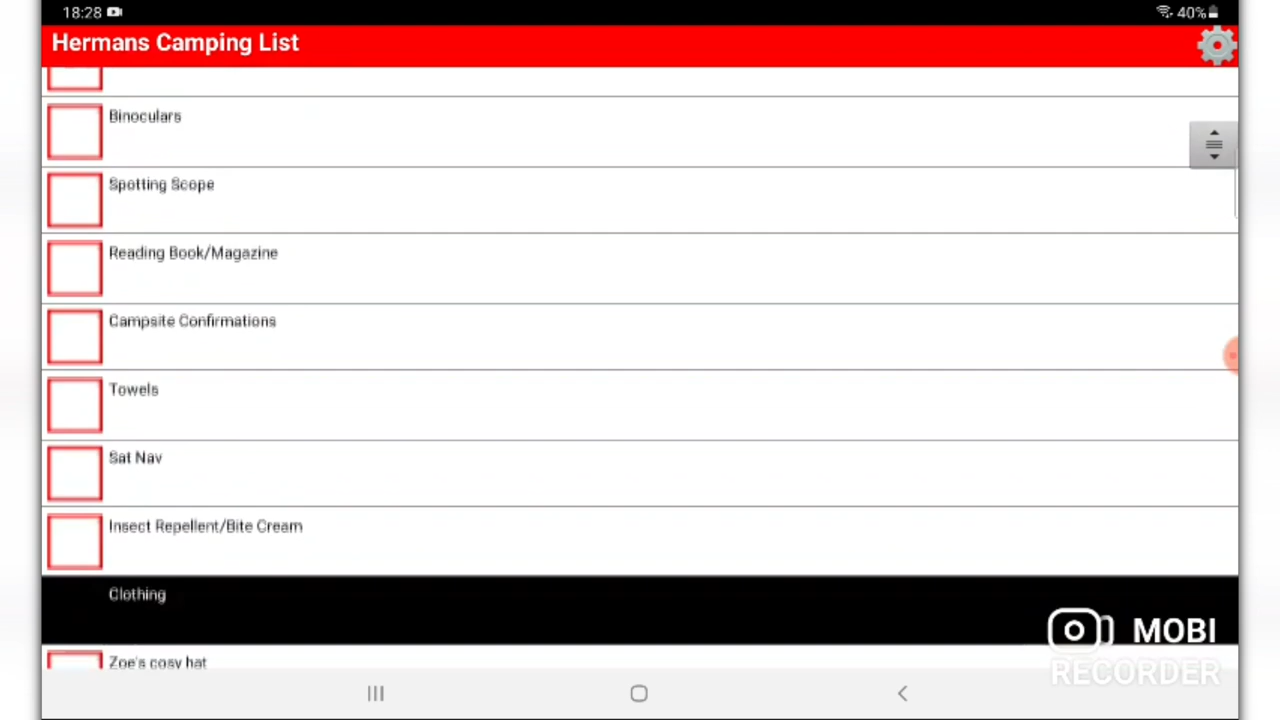 18:28
40%
Hermans Camping List
Binoculars
Spotting Scope
Reading Book/Magazine
Campsite Confirmations
Towels
Sat Nav
Insect Repellent/Bite Cream
Clothing
Zoe's cosy hat
MOBI
RECORDER